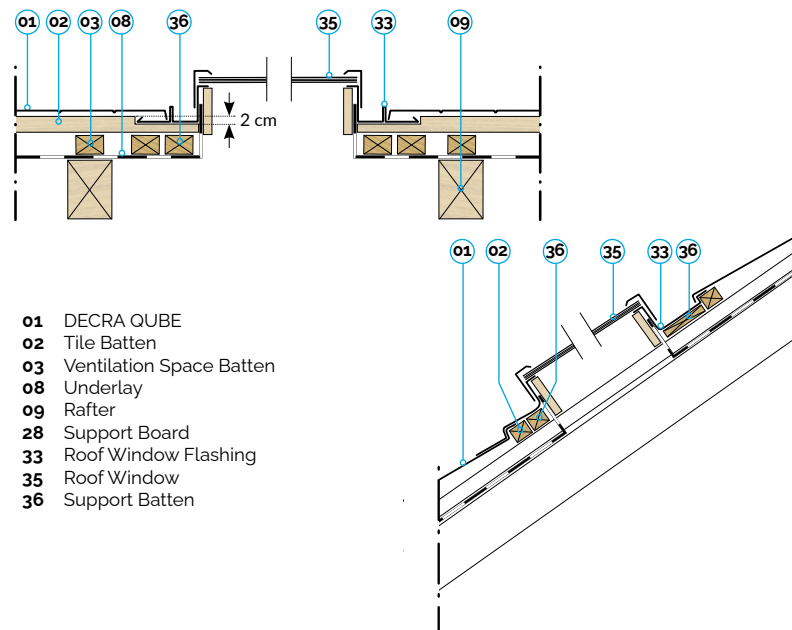 01 02 03 08 36 35 33 09
2 cm
01 02 36 35 33 36
01 DECRA QUBE
02 Tile Batten
03 Ventilation Space Batten
08 Underlay
09 Rafter
28 Support Board
33 Roof Window Flashing
35 Roof Window
36 Support Batten